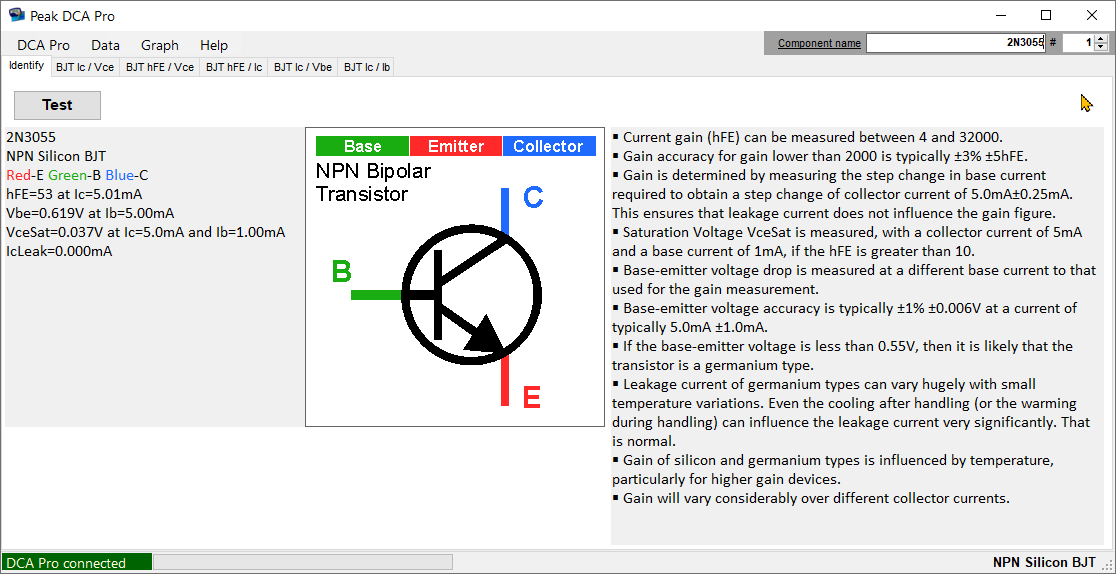 Peak DCA Pro
DCA Pro Data Graph Help
Component name 2N3055 # 1
Identify BJT Ic / Vce BJT hFE / Vce BJT hFE / Ic BJT Ic / Vbe BJT Ic / Ib
Test
2N3055
NPN Silicon BJT
Red-E Green-B Blue-C
hFE=53 at Ic=5.01mA
Vbe=0.619V at Ib=5.00mA
VceSat=0.037V at Ic=5.0mA and Ib=1.00mA
IcLeak=0.000mA
Base Emitter Collector
NPN Bipolar
Transistor
C
B
E
▪ Current gain (hFE) can be measured between 4 and 32000.
▪ Gain accuracy for gain lower than 2000 is typically ±3% ±5hFE.
▪ Gain is determined by measuring the step change in base current
required to obtain a step change of collector current of 5.0mA±0.25mA.
This ensures that leakage current does not influence the gain figure.
▪ Saturation Voltage VceSat is measured, with a collector current of 5mA
and a base current of 1mA, if the hFE is greater than 10.
▪ Base-emitter voltage drop is measured at a different base current to that
used for the gain measurement.
▪ Base-emitter voltage accuracy is typically ±1% ±0.006V at a current of
typically 5.0mA ±1.0mA.
▪ If the base-emitter voltage is less than 0.55V, then it is likely that the
transistor is a germanium type.
▪ Leakage current of germanium types can vary hugely with small
temperature variations. Even the cooling after handling (or the warming
during handling) can influence the leakage current very significantly. That
is normal.
▪ Gain of silicon and germanium types is influenced by temperature,
particularly for higher gain devices.
▪ Gain will vary considerably over different collector currents.
DCA Pro connected
NPN Silicon BJT